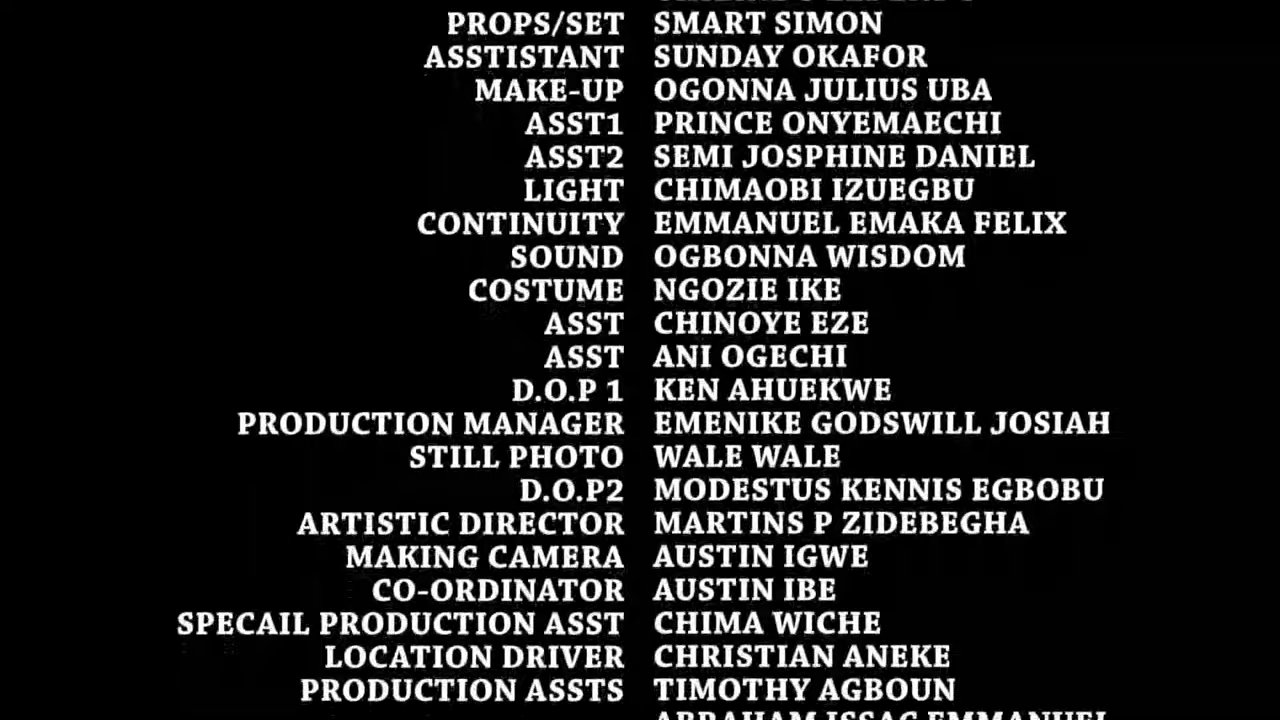 PROPS/SET SMART SIMON
ASSTISTANT SUNDAY OKAFOR
MAKE-UP OGONNA JULIUS UBA
ASST1 PRINCE ONYEMAECHI
ASST2 SEMI JOSPHINE DANIEL
LIGHT CHIMAOBI IZUEGBU
CONTINUITY EMMANUEL EMAKA FELIX
SOUND OGBONNA WISDOM
COSTUME NGOZIE IKE
ASST CHINOYE EZE
ASST ANI OGECHI
D.O.P 1 KEN AHUEKWE
PRODUCTION MANAGER EMENIKE GODSWILL JOSIAH
STILL PHOTO WALE WALE
D.O.P2 MODESTUS KENNIS EGBOBU
ARTISTIC DIRECTOR MARTINS P ZIDEBEGHA
MAKING CAMERA AUSTIN IGWE
CO-ORDINATOR AUSTIN IBE
SPECAIL PRODUCTION ASST CHIMA WICHE
LOCATION DRIVER CHRISTIAN ANEKE
PRODUCTION ASSTS TIMOTHY AGBOUN
ABRAHAM ISSAC EMMANUEL